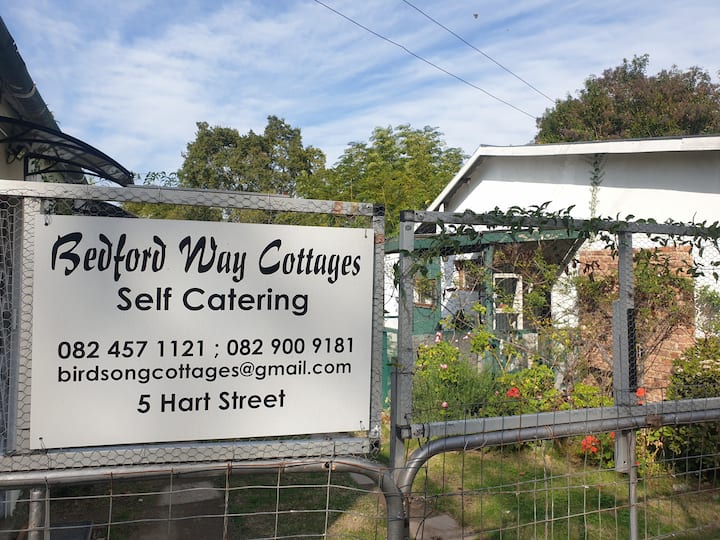 Bedford Way Cottages
Self Catering
082 457 1121 ; 082 900 9181
birdsongcottages@gmail.com
5 Hart Street